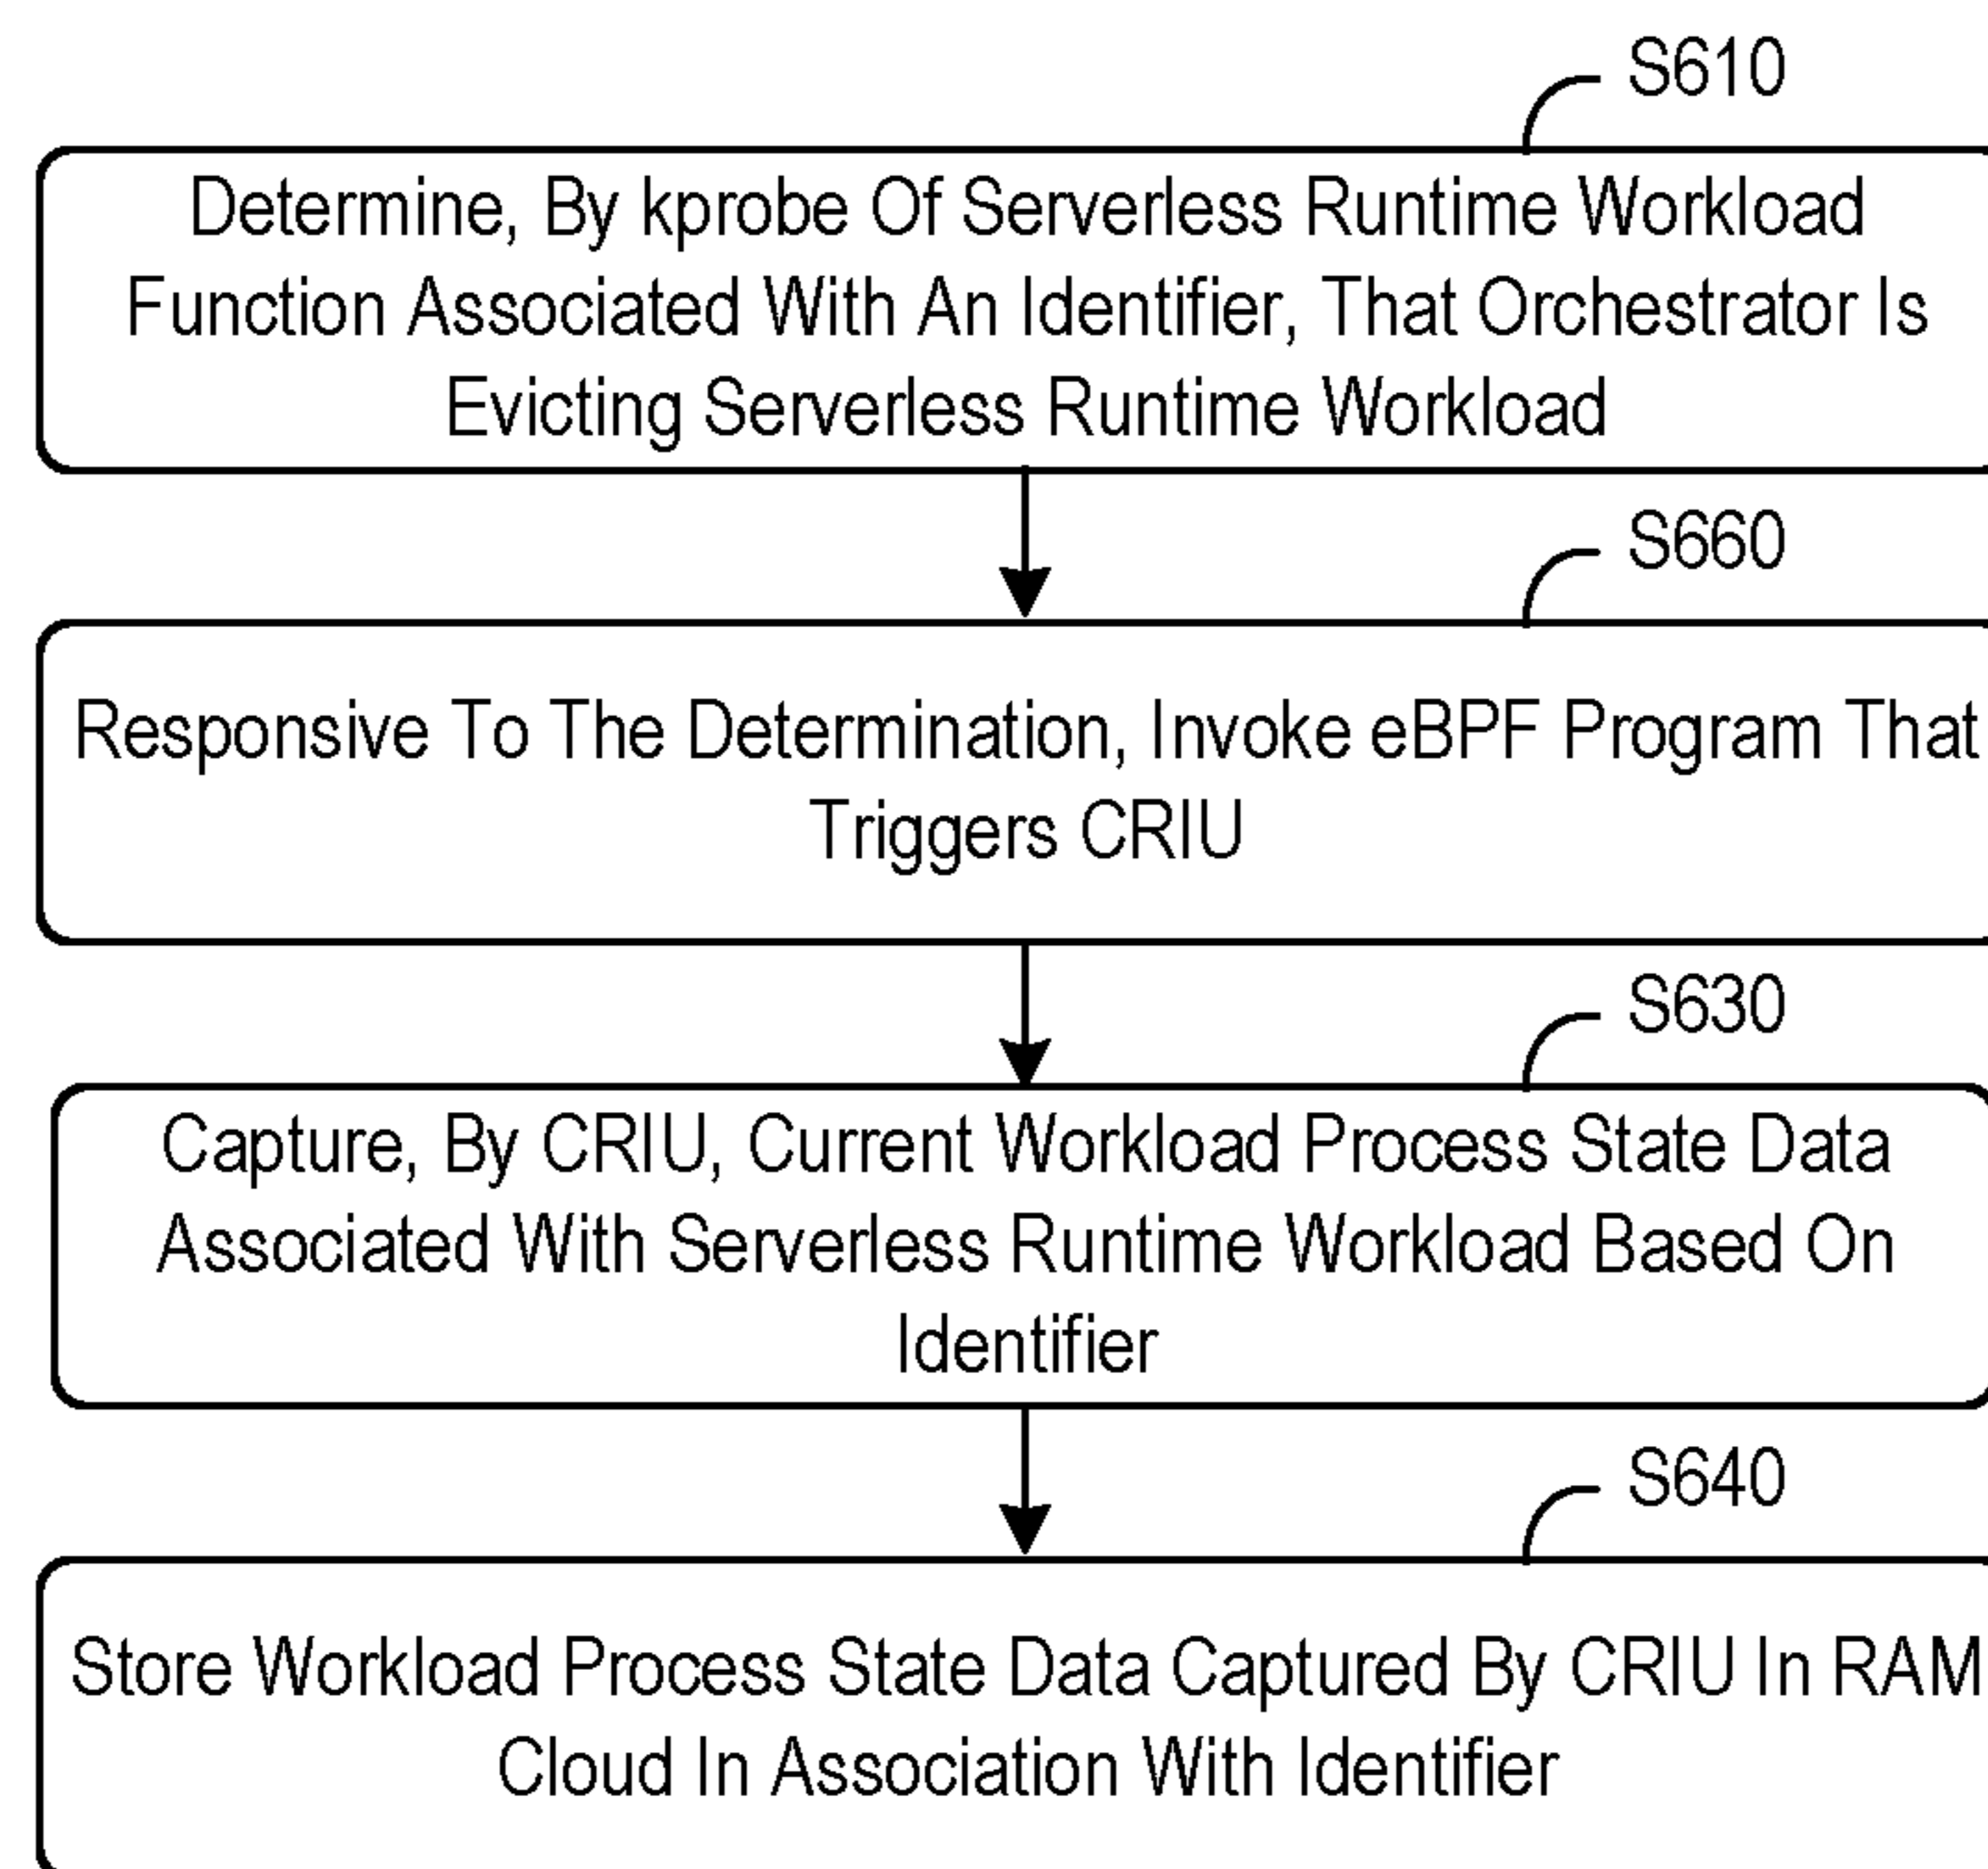 S610
Determine, By kprobe Of Serverless Runtime Workload
Function Associated With An Identifier, That Orchestrator Is
Evicting Serverless Runtime Workload
S660
Responsive To The Determination, Invoke eBPF Program That
Triggers CRIU
S630
Capture, By CRIU, Current Workload Process State Data
Associated With Serverless Runtime Workload Based On
Identifier
S640
Store Workload Process State Data Captured By CRIU In RAM
Cloud In Association With Identifier